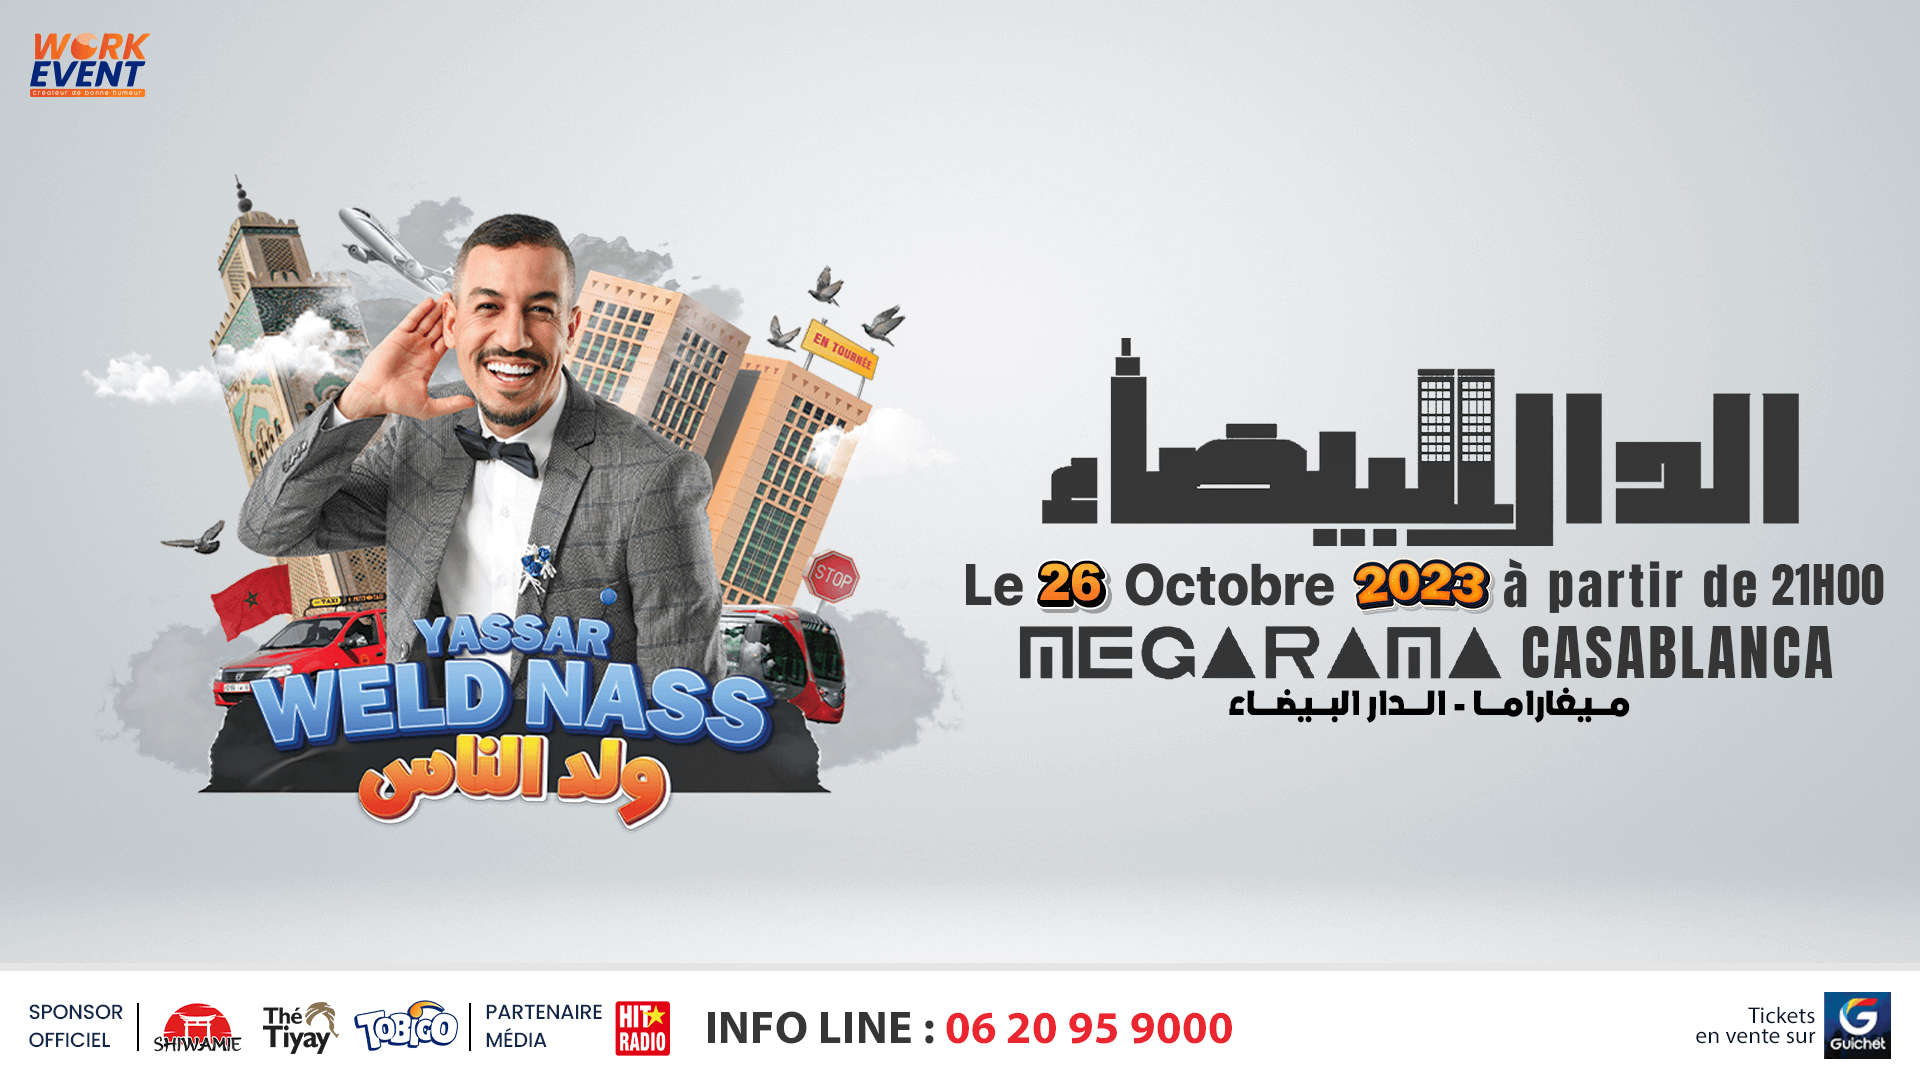 WORK
EVENT
Créateur de bonne humeur
EN TOURNÉE
STOP
TAXI
YASSAR
WELD NASS
ولد الناس
الدار البيضاء
Le 26 Octobre 2023 à partir de 21H00
MEGARAMA CASABLANCA
ميغاراما - الدار البيضاء
SPONSOR
OFFICIEL
SHIWAMIE
Thé
Tiyay
TOBIGO
PARTENAIRE
MÉDIA
HIT
RADIO
INFO LINE : 06 20 95 9000
Tickets
en vente sur
Guichet